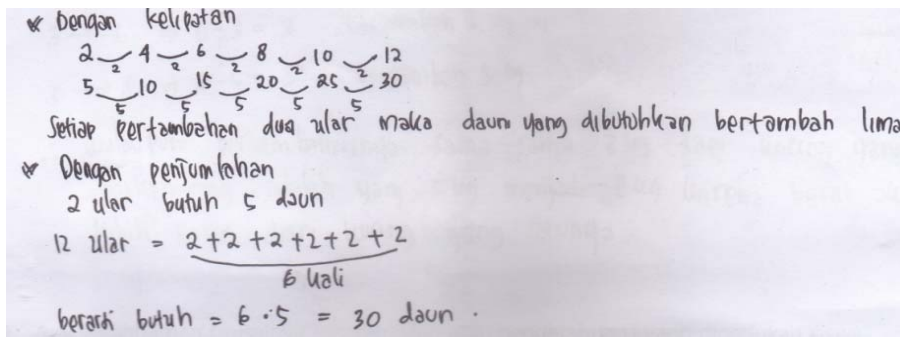 * Dengan kelipatan
2 4 6 8 10 12
2 2 2 2 2
5 10 15 20 25 30
5 5 5 5 5
Setiap pertambahan dua ular maka daun yang dibutuhkan bertambah lima
* Dengan penjumlahan
2 ular butuh 5 daun
12 ular = 2+2+2+2+2+2
6 kali
berarti butuh = 6 . 5 = 30 daun .